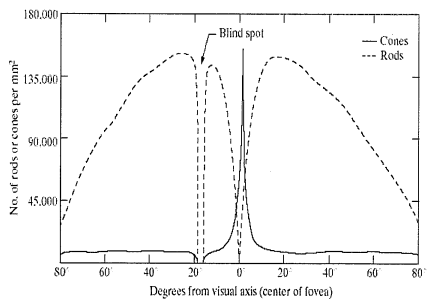 180.000
135.000
90.000
45.000
No. of rods or cones per mm²
Blind spot
Cones
Rods
80° 60° 40° 20° 0° 20° 40° 60° 80°
Degrees from visual axis (center of fovea)